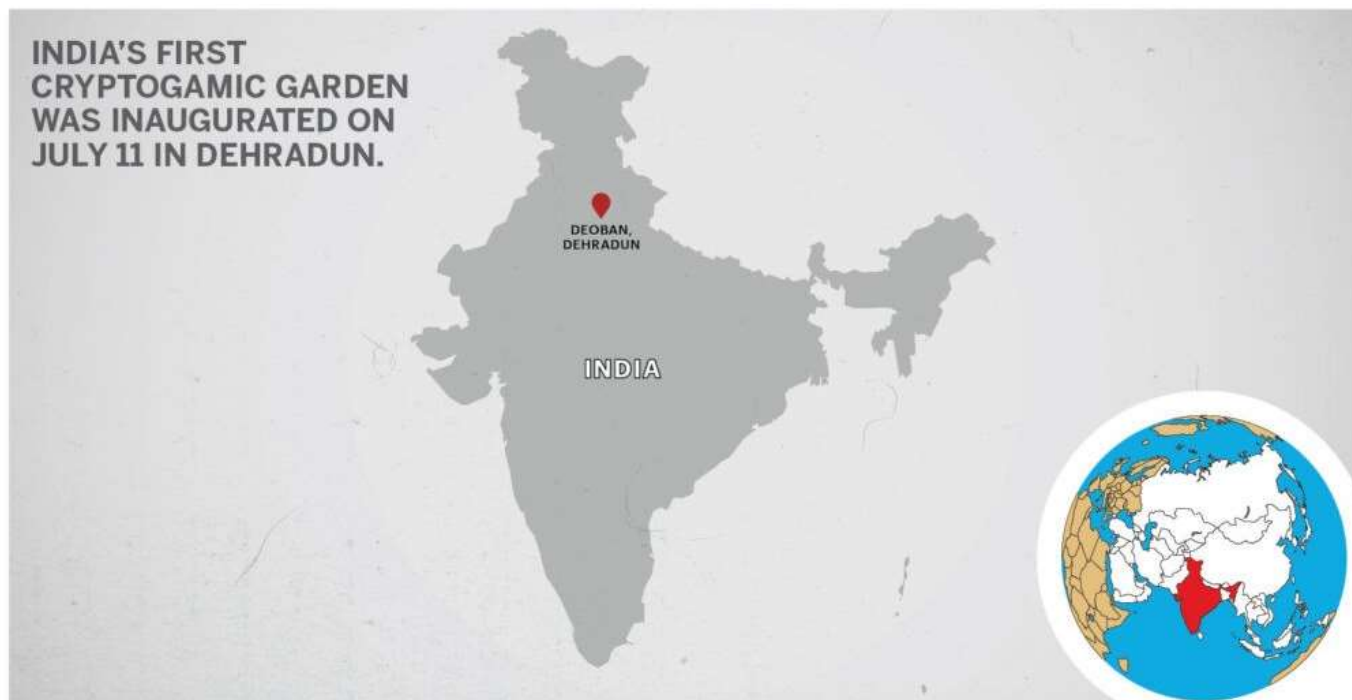 INDIA'S FIRST
CRYPTOGAMIC GARDEN
WAS INAUGURATED ON
JULY 11 IN DEHRADUN.
DEOBAN,
DEHRADUN
INDIA